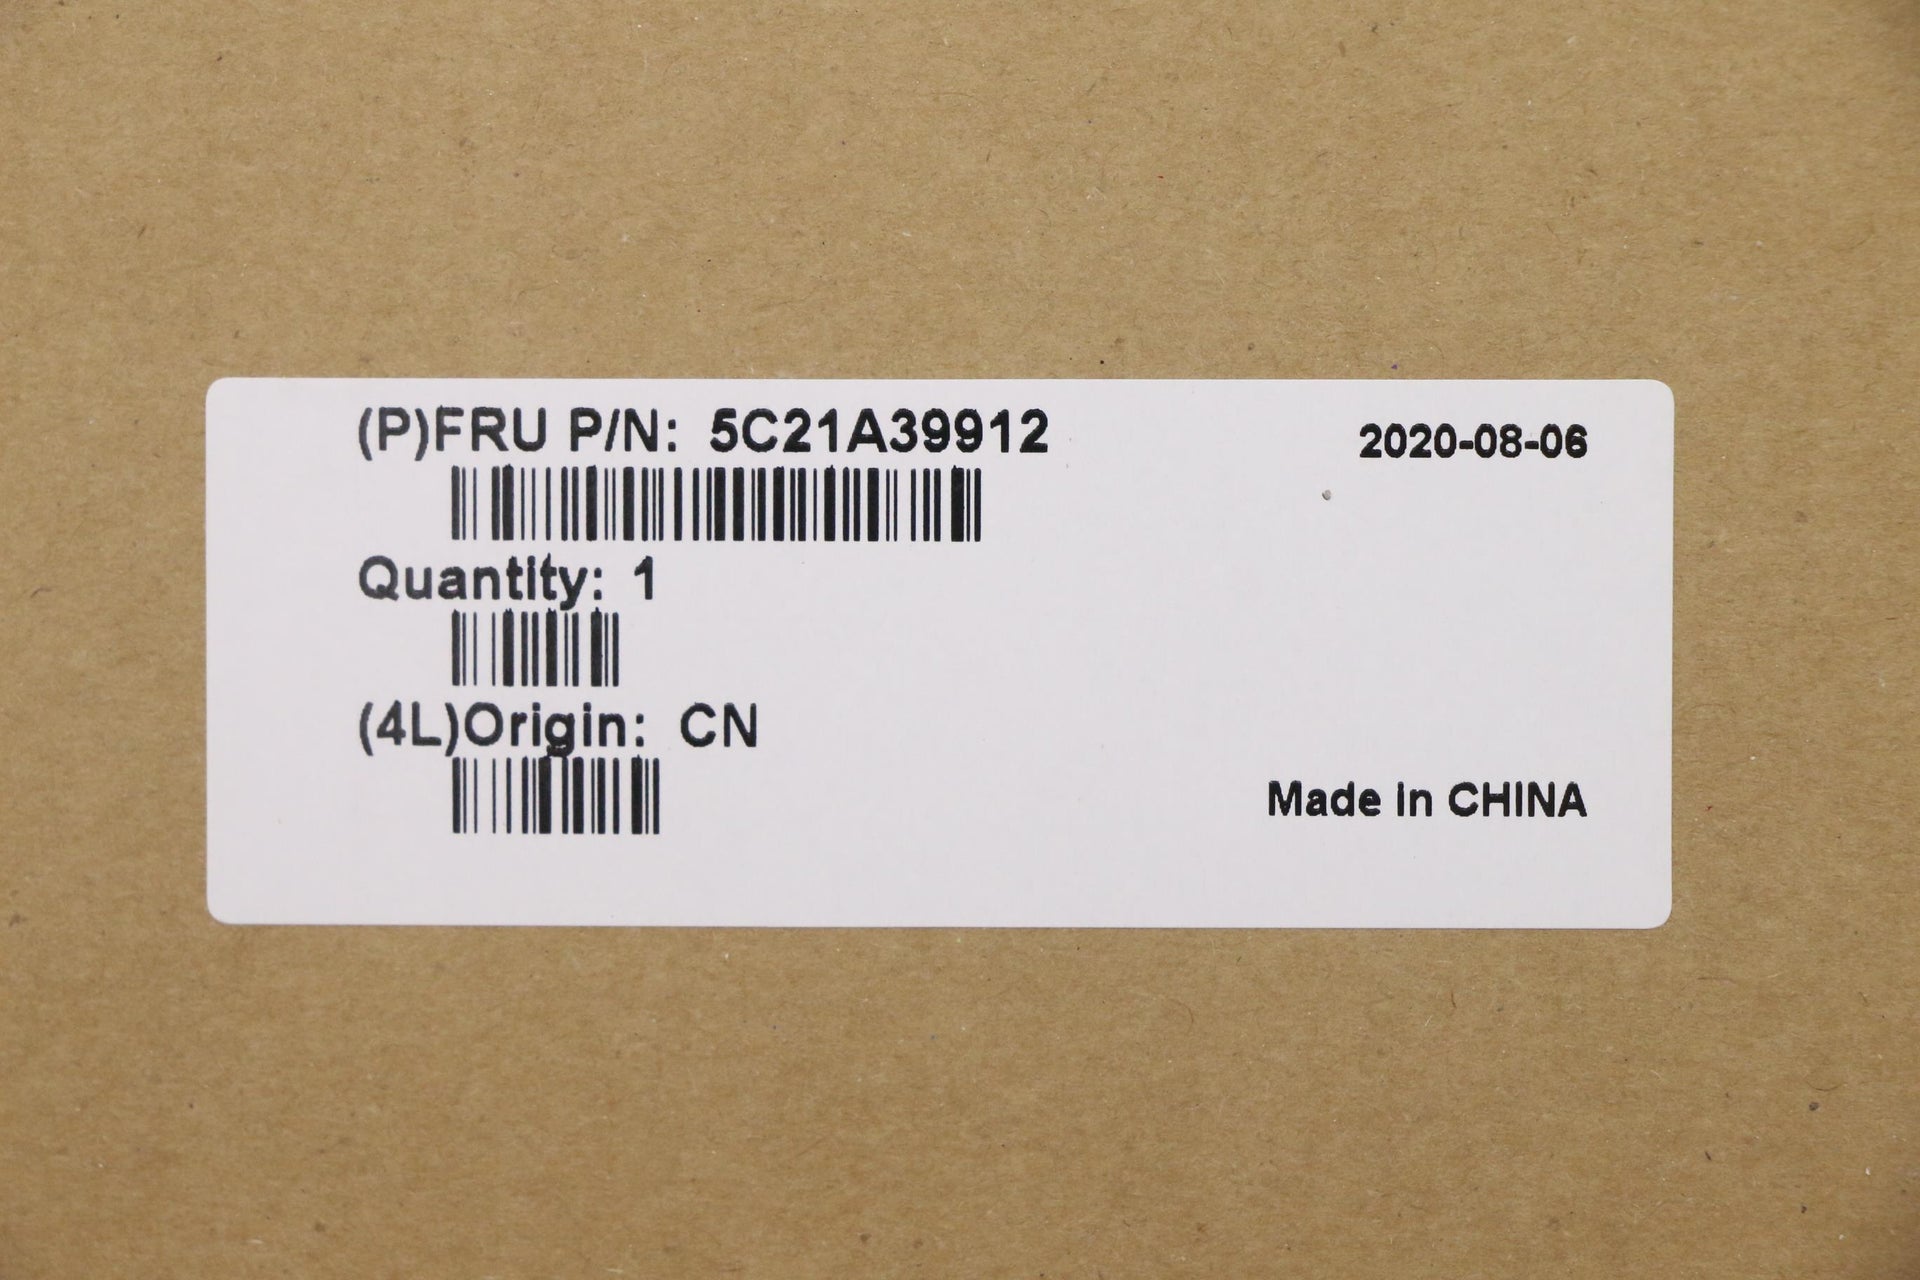 (P)FRU P/N: 5C21A39912
2020-08-06
Quantity: 1
(4L)Origin: CN
Made in CHINA